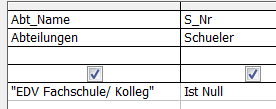 Abt_Name S_Nr
Abteilungen Schueler
"EDV Fachschule/ Kolleg" Ist Null